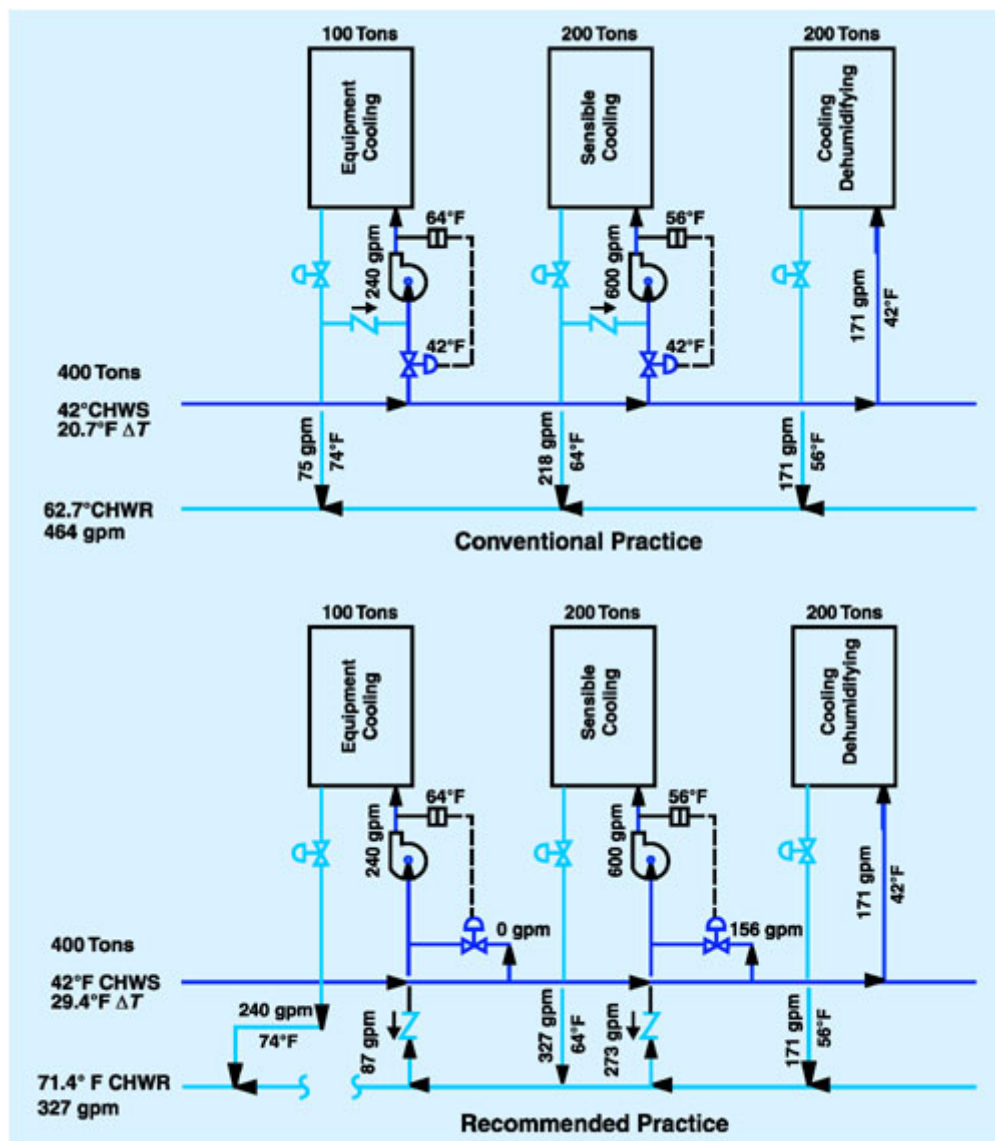 100 Tons
200 Tons
200 Tons
Equipment
Cooling
Sensible
Cooling
Cooling
Dehumidifying
64°F
56°F
240 gpm
600 gpm
171 gpm
42°F
42°F
42°F
400 Tons
42°CHWS
20.7°F ΔT
75 gpm
74°F
218 gpm
64°F
171 gpm
56°F
62.7°CHWR
464 gpm
Conventional Practice
100 Tons
200 Tons
200 Tons
Equipment
Cooling
Sensible
Cooling
Cooling
Dehumidifying
64°F
56°F
240 gpm
600 gpm
171 gpm
42°F
0 gpm
156 gpm
400 Tons
42°F CHWS
29.4°F ΔT
240 gpm
74°F
87 gpm
327 gpm
64°F
273 gpm
171 gpm
56°F
71.4° F CHWR
327 gpm
Recommended Practice